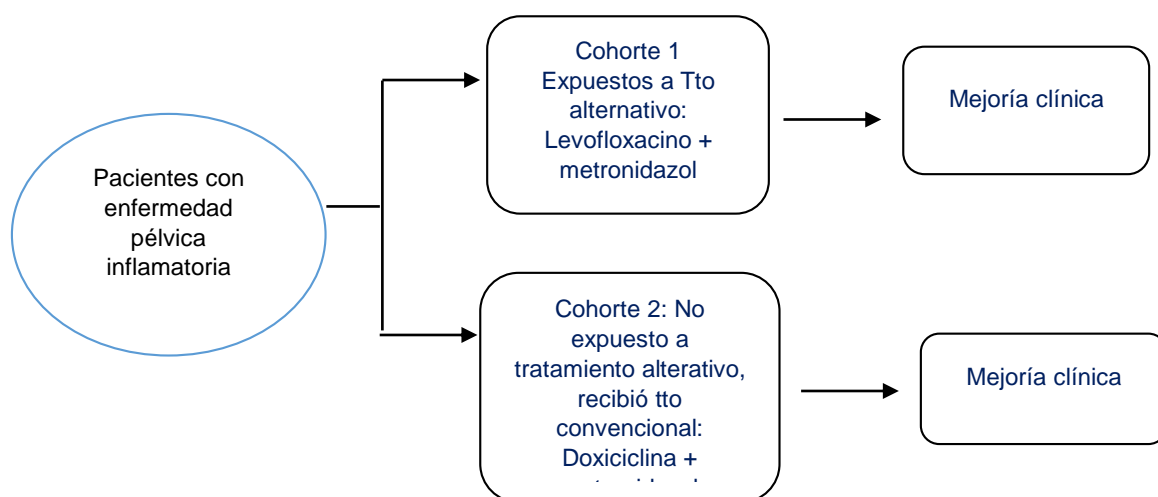 Pacientes con
enfermedad
pélvica
inflamatoria
Cohorte 1
Expuestos a Tto
alternativo:
Levofloxacino +
metronidazol
Mejoría clínica
Cohorte 2: No
expuesto a
tratamiento alterativo,
recibió tto
convencional:
Doxiciclina +
Mejoría clínica